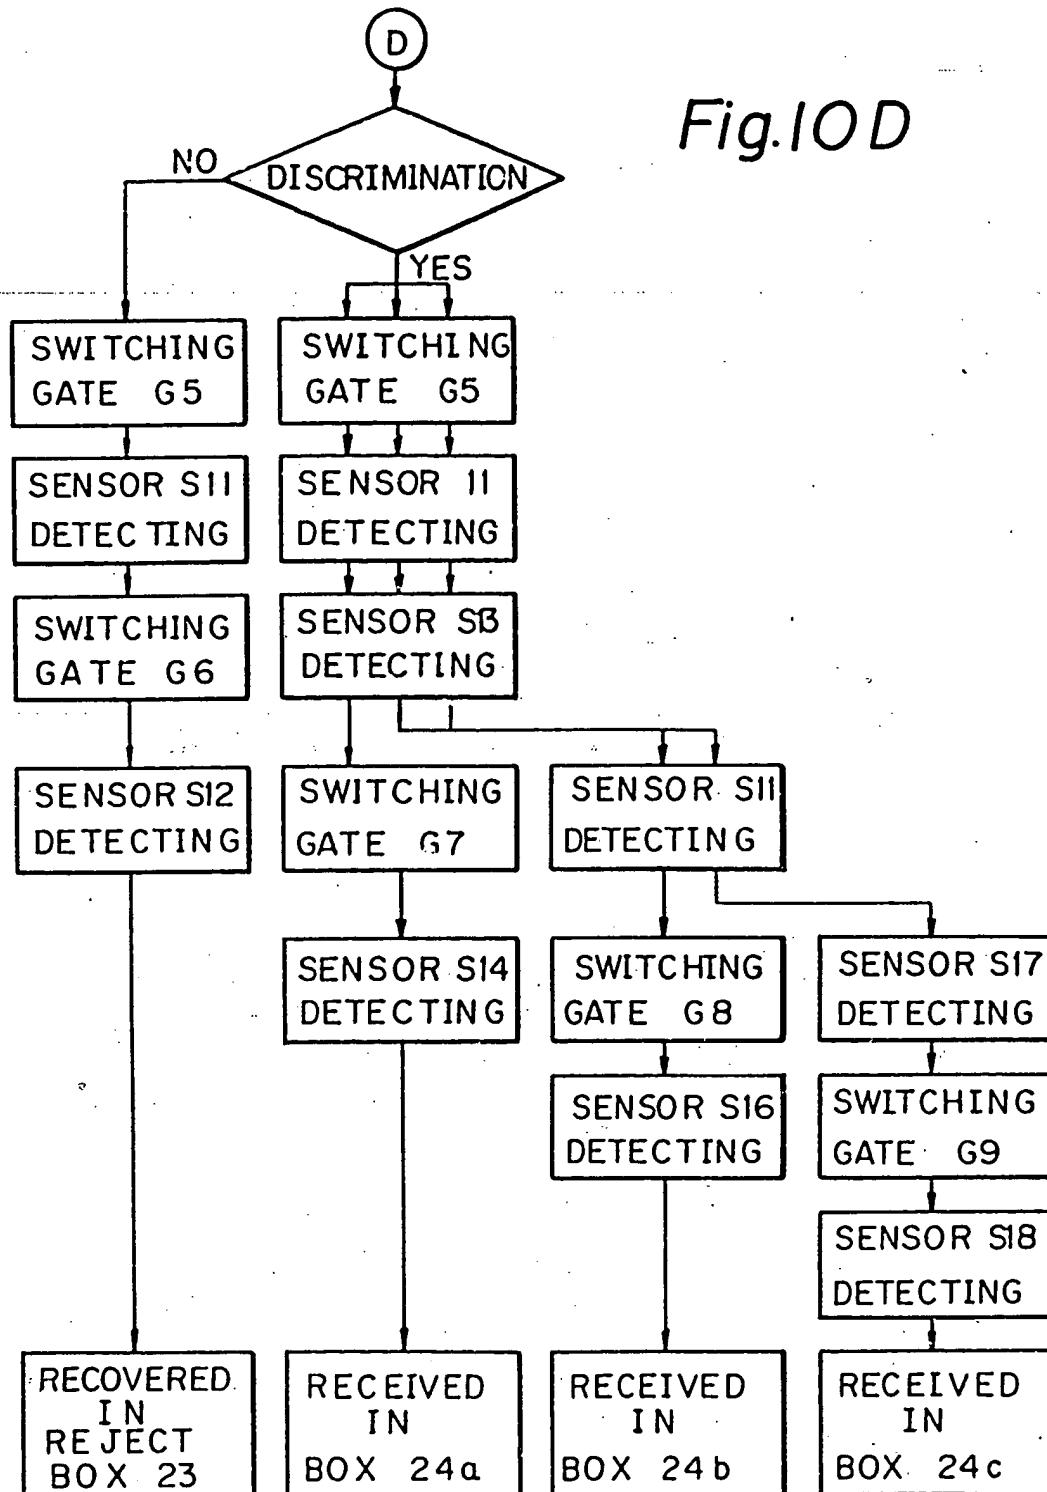 D
Fig.10D
DISCRIMINATION
NO
YES
SWITCHING
GATE G5
SWITCHING
GATE G5
SENSOR S11
DETECTING
SENSOR 11
DETECTING
SWITCHING
GATE G6
SENSOR S13
DETECTING
SENSOR S12
DETECTING
SWITCHING
GATE G7
SENSOR S11
DETECTING
SENSOR S14
DETECTING
SWITCHING
GATE G8
SENSOR S17
DETECTING
SENSOR S16
DETECTING
SWITCHING
GATE G9
SENSOR S18
DETECTING
RECOVERED
IN
REJECT
BOX 23
RECEIVED
IN
BOX 24a
RECEIVED
IN
BOX 24b
RECEIVED
IN
BOX 24c